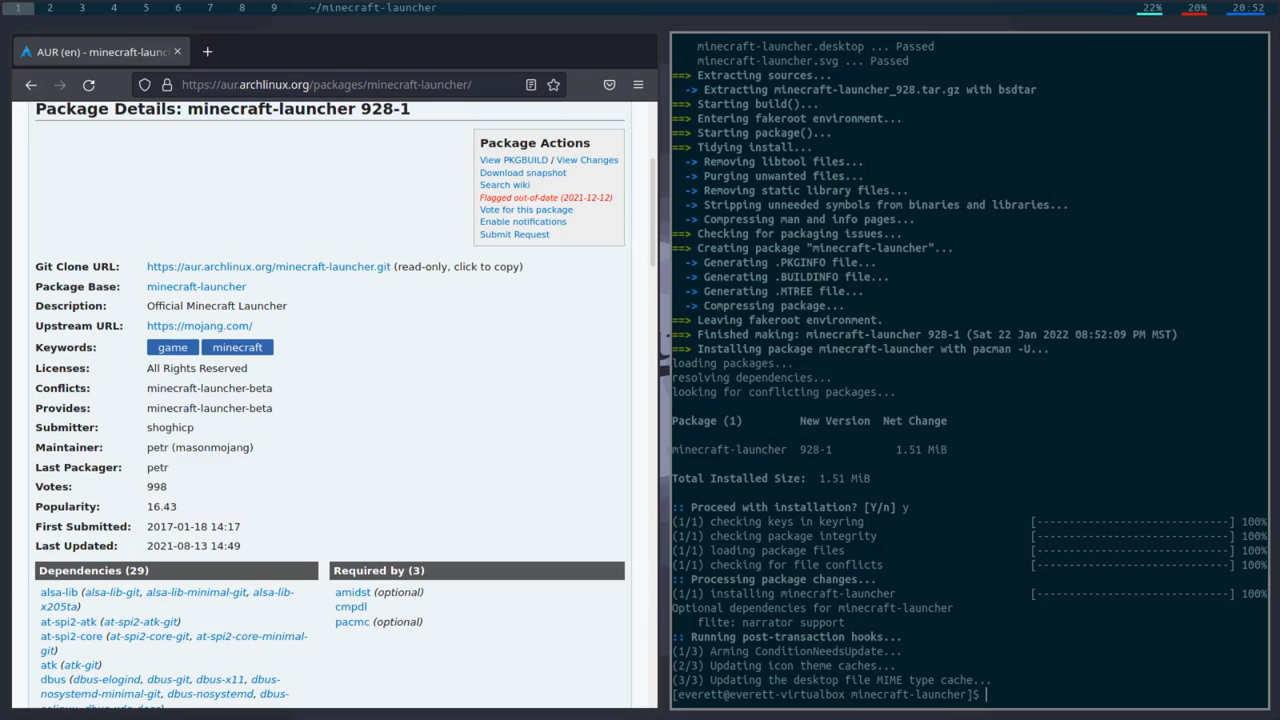 1 2 3 4 5 6 7 8 9 ~/minecraft-launcher 22% 20% 20:52
AUR (en) - minecraft-launc
https://aur.archlinux.org/packages/minecraft-launcher/
Package Details: minecraft-launcher 928-1
Package Actions
View PKGBUILD / View Changes
Download snapshot
Search wiki
Flagged out-of-date (2021-12-12)
Vote for this package
Enable notifications
Submit Request
Git Clone URL: https://aur.archlinux.org/minecraft-launcher.git (read-only, click to copy)
Package Base: minecraft-launcher
Description: Official Minecraft Launcher
Upstream URL: https://mojang.com/
Keywords: game minecraft
Licenses: All Rights Reserved
Conflicts: minecraft-launcher-beta
Provides: minecraft-launcher-beta
Submitter: shoghicp
Maintainer: petr (masonmojang)
Last Packager: petr
Votes: 998
Popularity: 16.43
First Submitted: 2017-01-18 14:17
Last Updated: 2021-08-13 14:49
Dependencies (29)
alsa-lib (alsa-lib-git, alsa-lib-minimal-git, alsa-lib-
x205ta)
at-spi2-atk (at-spi2-atk-git)
at-spi2-core (at-spi2-core-git, at-spi2-core-minimal-
git)
atk (atk-git)
dbus (dbus-elogind, dbus-git, dbus-x11, dbus-
nosystemd-minimal-git, dbus-nosystemd, dbus-
Required by (3)
amidst (optional)
cmpdl
pacmc (optional)
minecraft-launcher.desktop ... Passed
minecraft-launcher.svg ... Passed
==> Extracting sources...
-> Extracting minecraft-launcher_928.tar.gz with bsdtar
==> Starting build()...
==> Entering fakeroot environment...
==> Starting package()...
==> Tidying install...
-> Removing libtool files...
-> Purging unwanted files...
-> Removing static library files...
-> Stripping unneeded symbols from binaries and libraries...
-> Compressing man and info pages...
==> Checking for packaging issues...
==> Creating package "minecraft-launcher"...
-> Generating .PKGINFO file...
-> Generating .BUILDINFO file...
-> Generating .MTREE file...
-> Compressing package...
==> Leaving fakeroot environment.
==> Finished making: minecraft-launcher 928-1 (Sat 22 Jan 2022 08:52:09 PM MST)
==> Installing package minecraft-launcher with pacman -U...
loading packages...
resolving dependencies...
looking for conflicting packages...
Package (1) New Version Net Change
minecraft-launcher 928-1 1.51 MiB
Total Installed Size: 1.51 MiB
:: Proceed with installation? [Y/n] y
(1/1) checking keys in keyring [------------------------------] 100%
(1/1) checking package integrity [------------------------------] 100%
(1/1) loading package files [------------------------------] 100%
(1/1) checking for file conflicts [------------------------------] 100%
:: Processing package changes...
(1/1) installing minecraft-launcher [------------------------------] 100%
Optional dependencies for minecraft-launcher
flite: narrator support
:: Running post-transaction hooks...
(1/3) Arming ConditionNeedsUpdate...
(2/3) Updating icon theme caches...
(3/3) Updating the desktop file MIME type cache...
[everett@everett-virtualbox minecraft-launcher]$